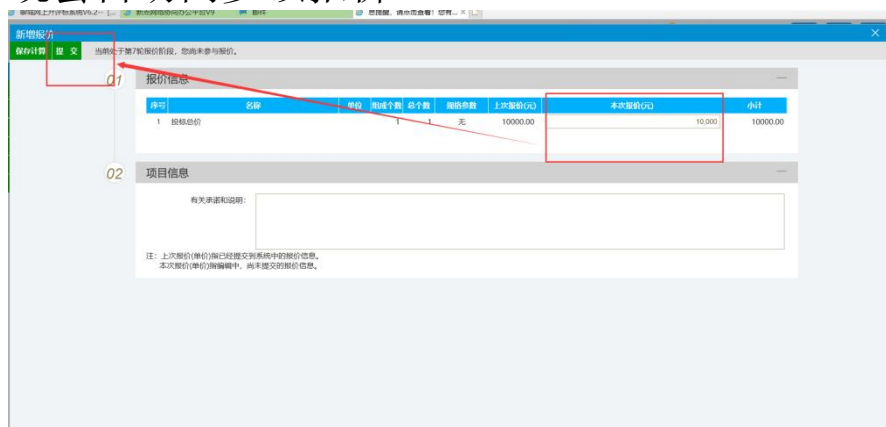 新增报价
保存计算 提 交 当前处于第7轮报价阶段，您尚未参与报价。
01 报价信息
序号 名称 单位 组成个数 总个数 规格参数 上次报价(元) 本次报价(元) 小计
1 投标总价 1 1 无 10000.00 10,000 10000.00
02 项目信息
有关承诺和说明：
注：上次报价(单价)指已经提交到系统中的报价信息。
本次报价(单价)指编辑中，尚未提交的报价信息。